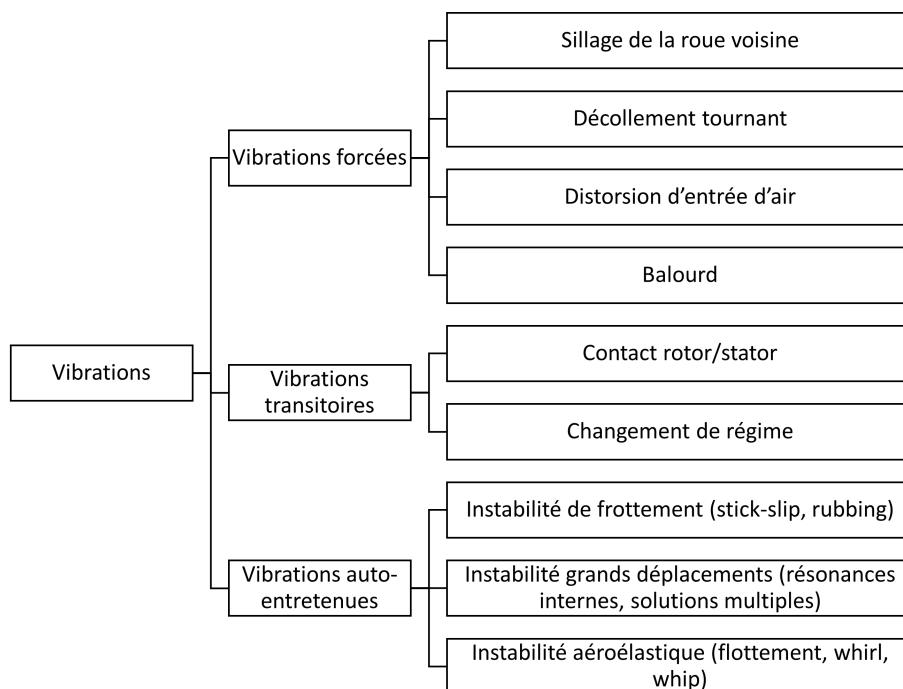 Vibrations
Vibrations forcées
Sillage de la roue voisine
Décollement tournant
Distorsion d'entrée d'air
Balourd
Vibrations
transitoires
Contact rotor/stator
Changement de régime
Vibrations auto-
entretenues
Instabilité de frottement (stick-slip, rubbing)
Instabilité grands déplacements (résonances
internes, solutions multiples)
Instabilité aéroélastique (flottement, whirl,
whip)